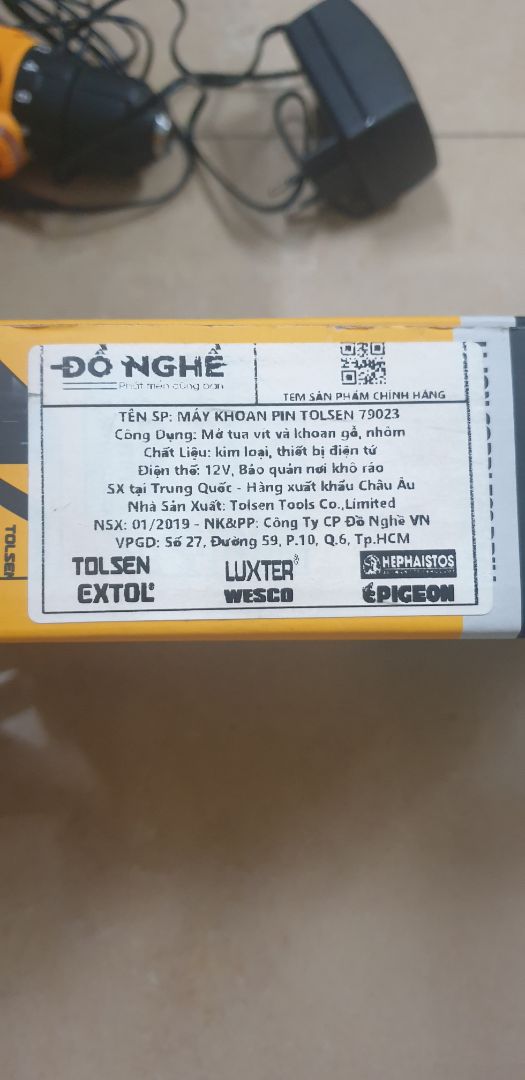 ĐỒ NGHỀ
Phát triển cùng bạn
TEM SẢN PHẨM CHÍNH HÃNG
TÊN SP: MÁY KHOAN PIN TOLSEN 79023
Công Dụng: Mở tua vít và khoan gỗ, nhôm
Chất Liệu: kim loại, thiết bị điện tử
Điện thế: 12V, Bảo quản nơi khô ráo
SX tại Trung Quốc - Hàng xuất khẩu Châu Âu
Nhà Sản Xuất: Tolsen Tools Co.,Limited
NSX: 01/2019 - NK&PP: Công Ty CP Đồ Nghề VN
VPGD: Số 27, Đường 59, P.10, Q.6, Tp.HCM
TOLSEN LUXTER HEPHAISTOS
EXTOL® WESCO EPIGEON
TOLSEN